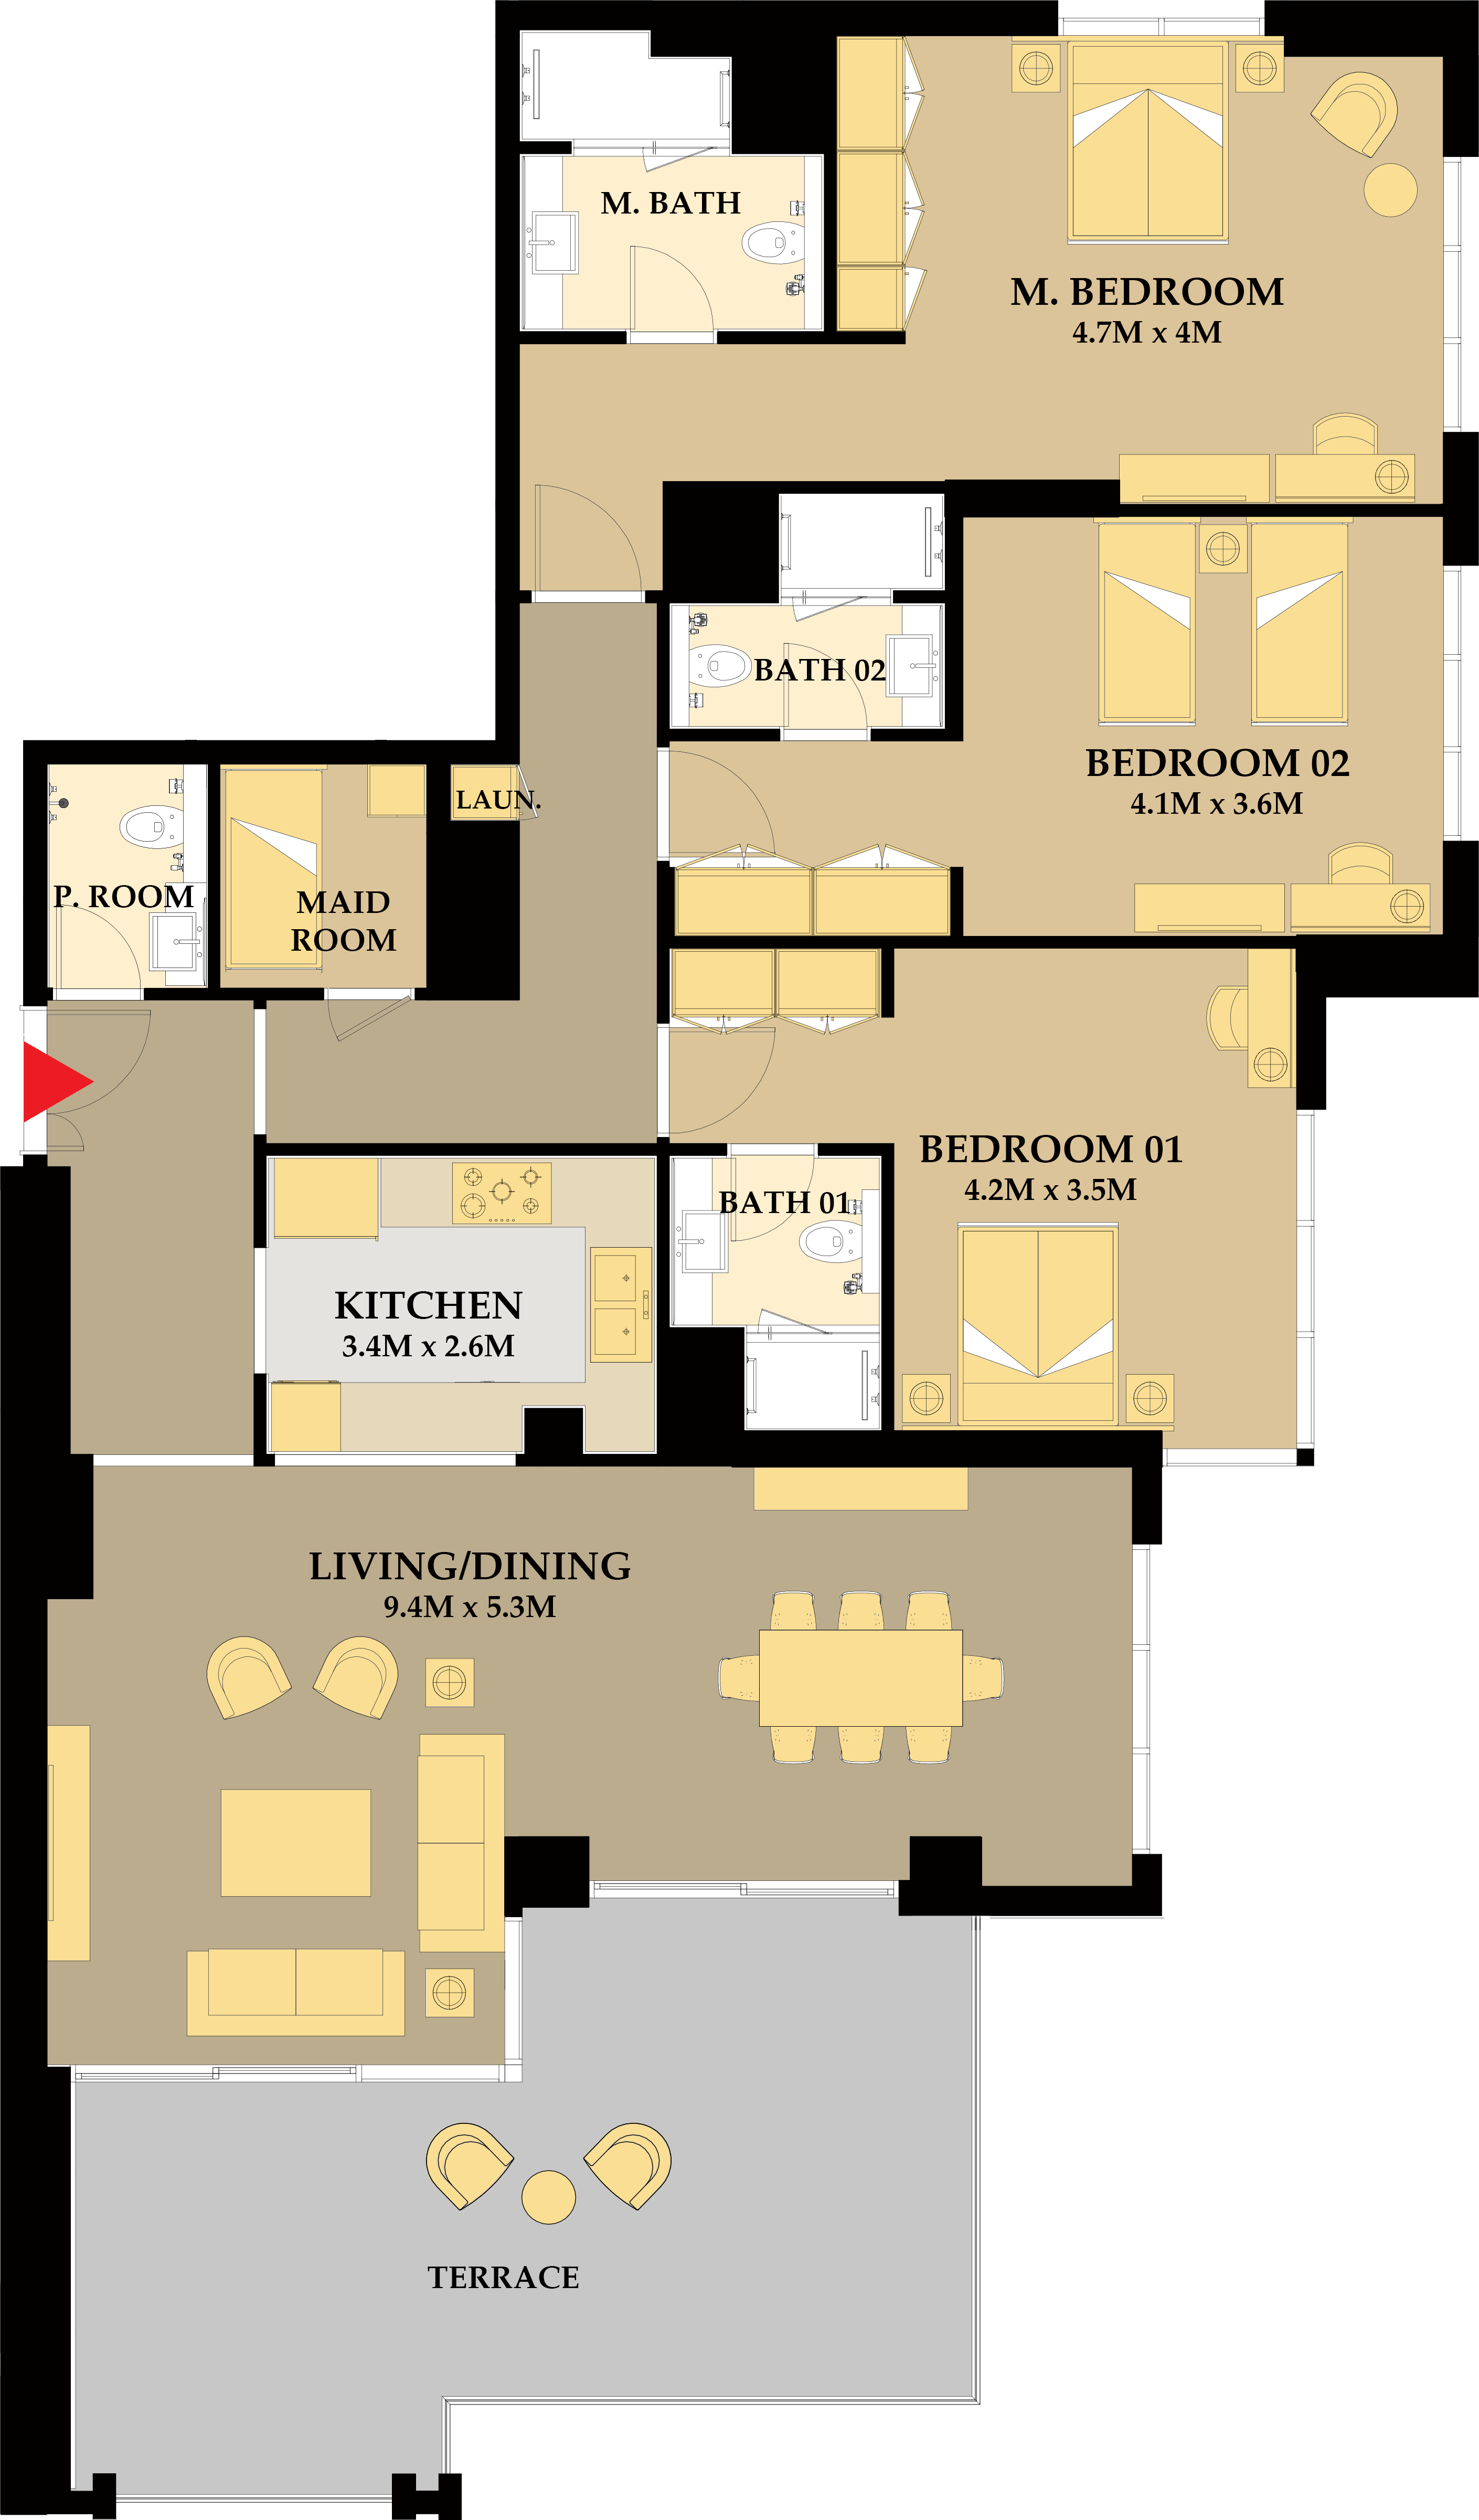 M. BATH
M. BEDROOM
4.7M x 4M
BATH 02
BEDROOM 02
4.1M x 3.6M
LAUN.
P. ROOM
MAID
ROOM
BEDROOM 01
4.2M x 3.5M
BATH 01
KITCHEN
3.4M x 2.6M
LIVING/DINING
9.4M x 5.3M
TERRACE